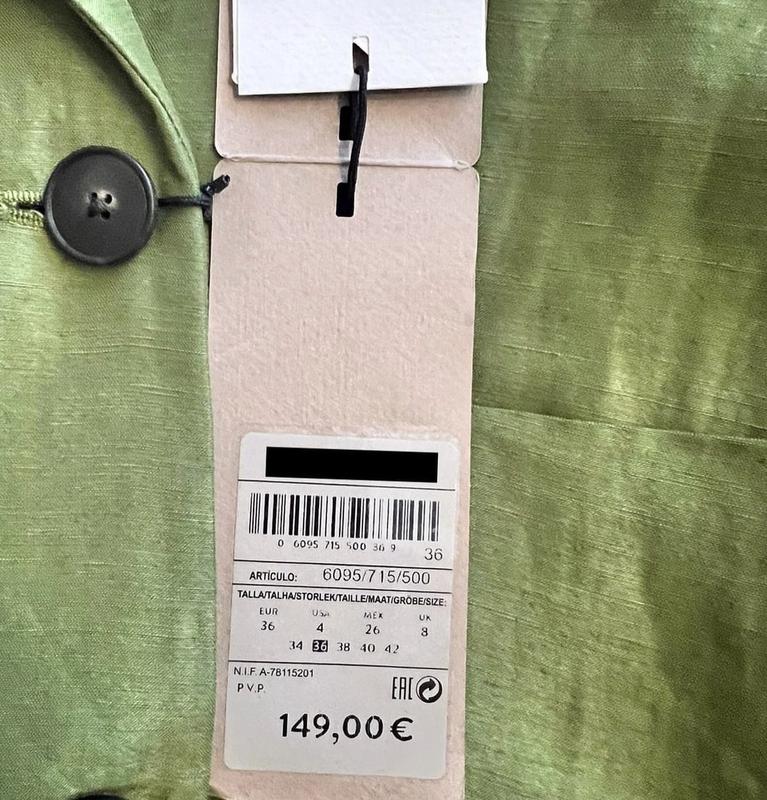 0 6095 715 500 36 9
36
ARTÍCULO: 6095/715/500
TALLA/TALHA/STORLEK/TAILLE/MAAT/GRÖBE/SIZE:
EUR USA MEX UK
36 4 26 8
34 36 38 40 42
N.I.F. A-78115201
P.V.P. EAC
149,00€